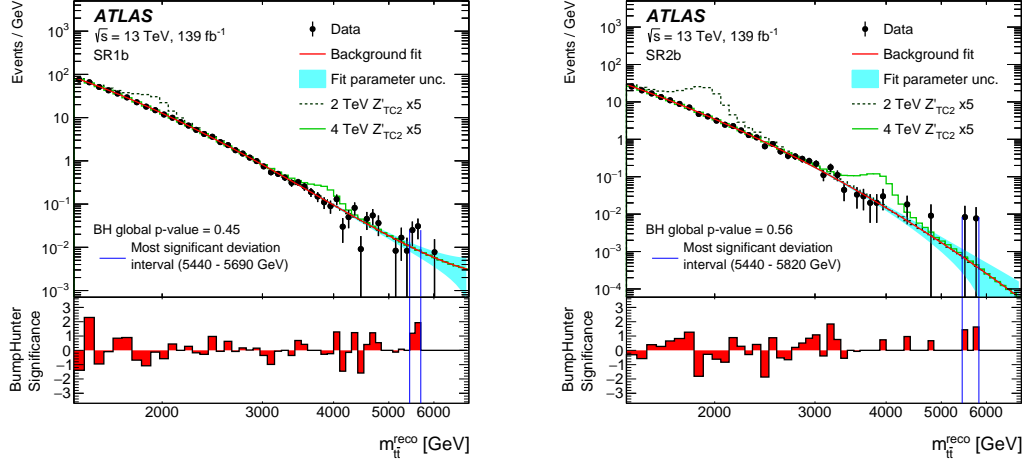 Events / GeV
10³
10²
10
1
10⁻¹
10⁻²
10⁻³
ATLAS
√s = 13 TeV, 139 fb⁻¹
SR1b
Data
Background fit
Fit parameter unc.
2 TeV Z'TC2 x5
4 TeV Z'TC2 x5
BH global p-value = 0.45
Most significant deviation
interval (5440 - 5690 GeV)
BumpHunter
Significance
3
2
1
0
−1
−2
−3
2000 3000 4000 5000 6000
m_{tt̄}^{reco} [GeV]
Events / GeV
10³
10²
10
1
10⁻¹
10⁻²
10⁻³
10⁻⁴
ATLAS
√s = 13 TeV, 139 fb⁻¹
SR2b
Data
Background fit
Fit parameter unc.
2 TeV Z'TC2 x5
4 TeV Z'TC2 x5
BH global p-value = 0.56
Most significant deviation
interval (5440 - 5820 GeV)
BumpHunter
Significance
3
2
1
0
−1
−2
−3
2000 3000 4000 5000 6000
m_{tt̄}^{reco} [GeV]